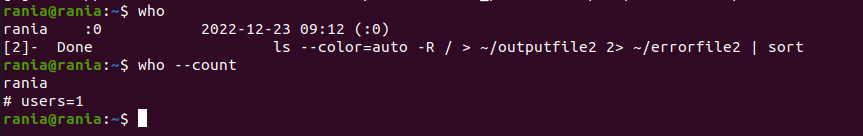 rania@rania:~$ who
rania    :0           2022-12-23 09:12 (:0)
[2]-  Done                    ls --color=auto -R / > ~/outputfile2 2> ~/errorfile2 | sort
rania@rania:~$ who --count
rania
# users=1
rania@rania:~$